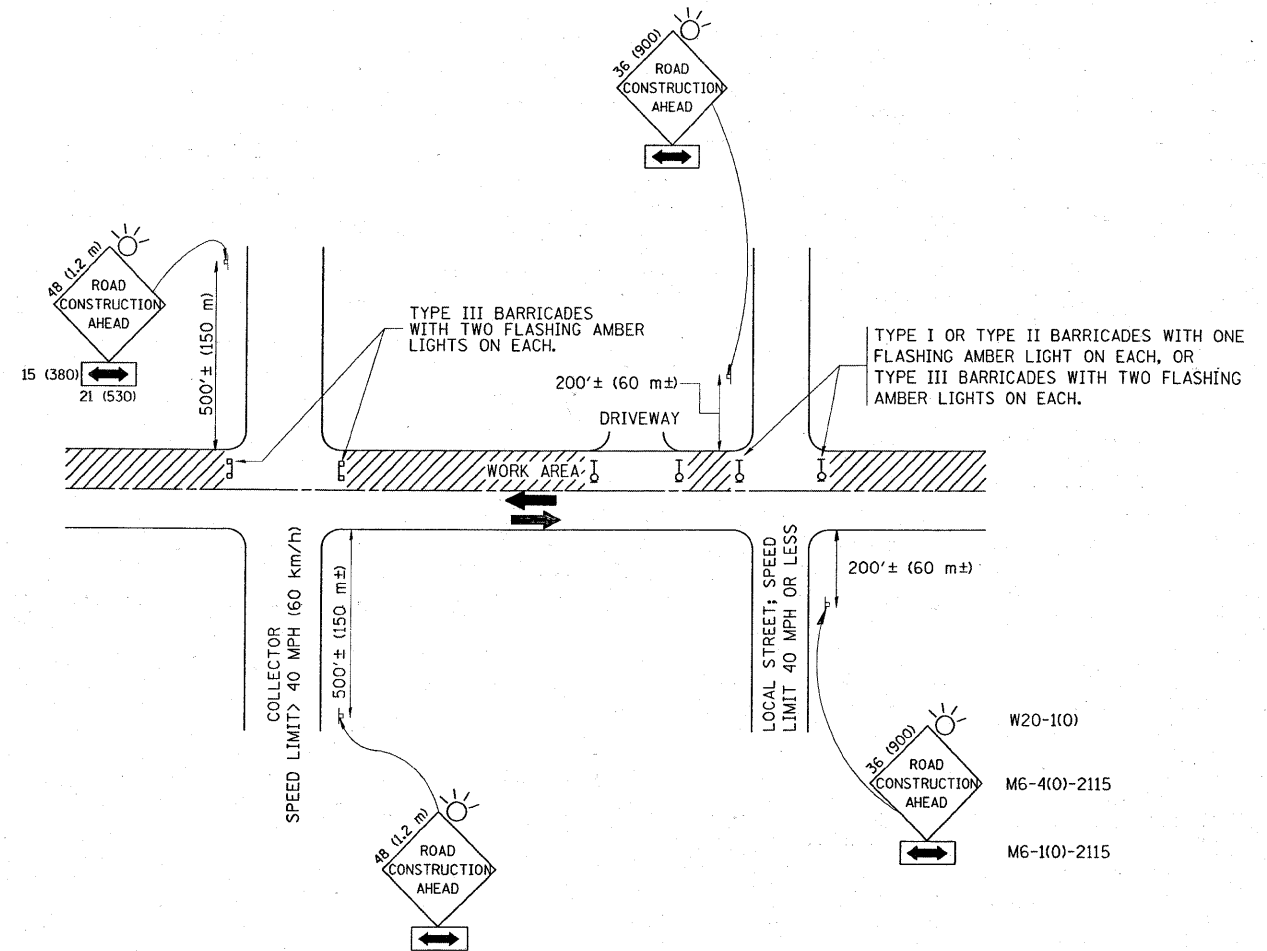 36 (900)
ROAD
CONSTRUCTION
AHEAD
48 (1.2 m)
ROAD
CONSTRUCTION
AHEAD
15 (380)
21 (530)
500'± (150 m)
TYPE III BARRICADES
WITH TWO FLASHING AMBER
LIGHTS ON EACH.
200'± (60 m±)
DRIVEWAY
TYPE I OR TYPE II BARRICADES WITH ONE
FLASHING AMBER LIGHT ON EACH, OR
TYPE III BARRICADES WITH TWO FLASHING
AMBER LIGHTS ON EACH.
WORK AREA
COLLECTOR
SPEED LIMIT> 40 MPH (60 km/h)
500'± (150 m±)
LOCAL STREET; SPEED
LIMIT 40 MPH OR LESS
200'± (60 m±)
48 (1.2 m)
ROAD
CONSTRUCTION
AHEAD
36 (900)
ROAD
CONSTRUCTION
AHEAD
W20-1(O)
M6-4(O)-2115
M6-1(O)-2115